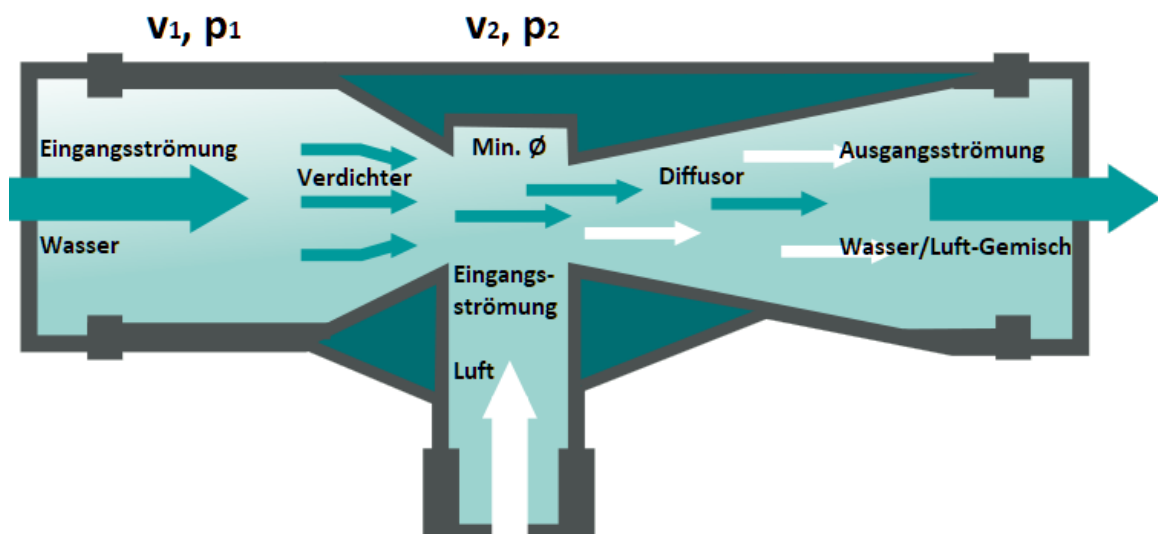 v₁, p₁
v₂, p₂
Eingangsströmung
Wasser
Verdichter
Min. Ø
Eingangs-
strömung
Luft
Diffusor
Ausgangsströmung
Wasser/Luft-Gemisch